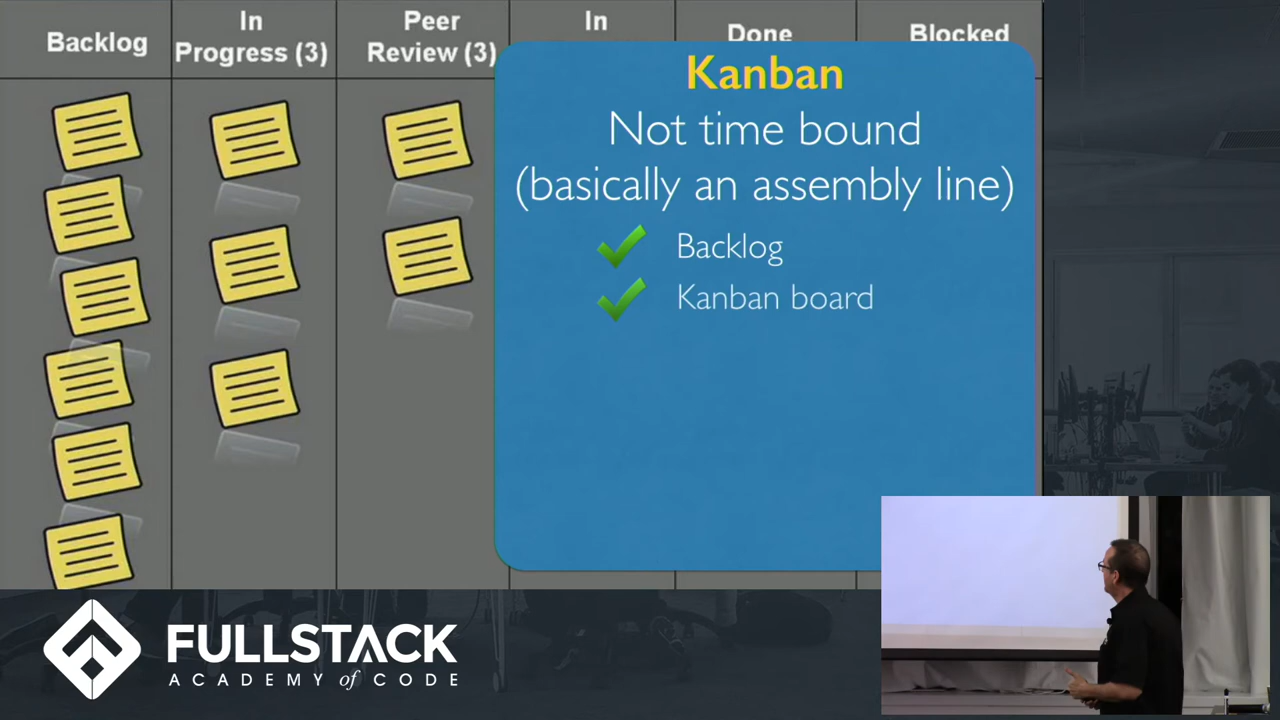 Backlog
In
Progress (3)
Peer
Review (3)
In
Done
Blocked
Kanban
Not time bound
(basically an assembly line)
Backlog
Kanban board
FULLSTACK
ACADEMY of CODE